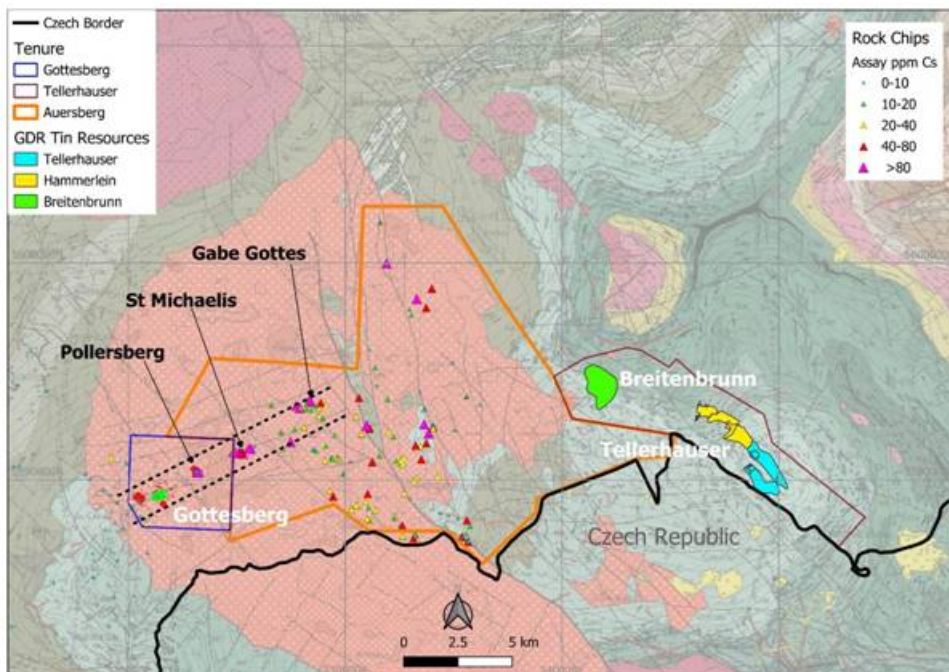 Czech Border
Tenure
Gottesberg
Tellerhauser
Auersberg
GDR Tin Resources
Tellerhauser
Hammerlein
Breitenbrunn
Rock Chips
Assay ppm Cs
0-10
10-20
20-40
40-80
>80
Gabe Gottes
St Michaelis
Pollersberg
Breitenbrunn
Tellerhauser
Gottesberg
Czech Republic
0 2.5 5 km